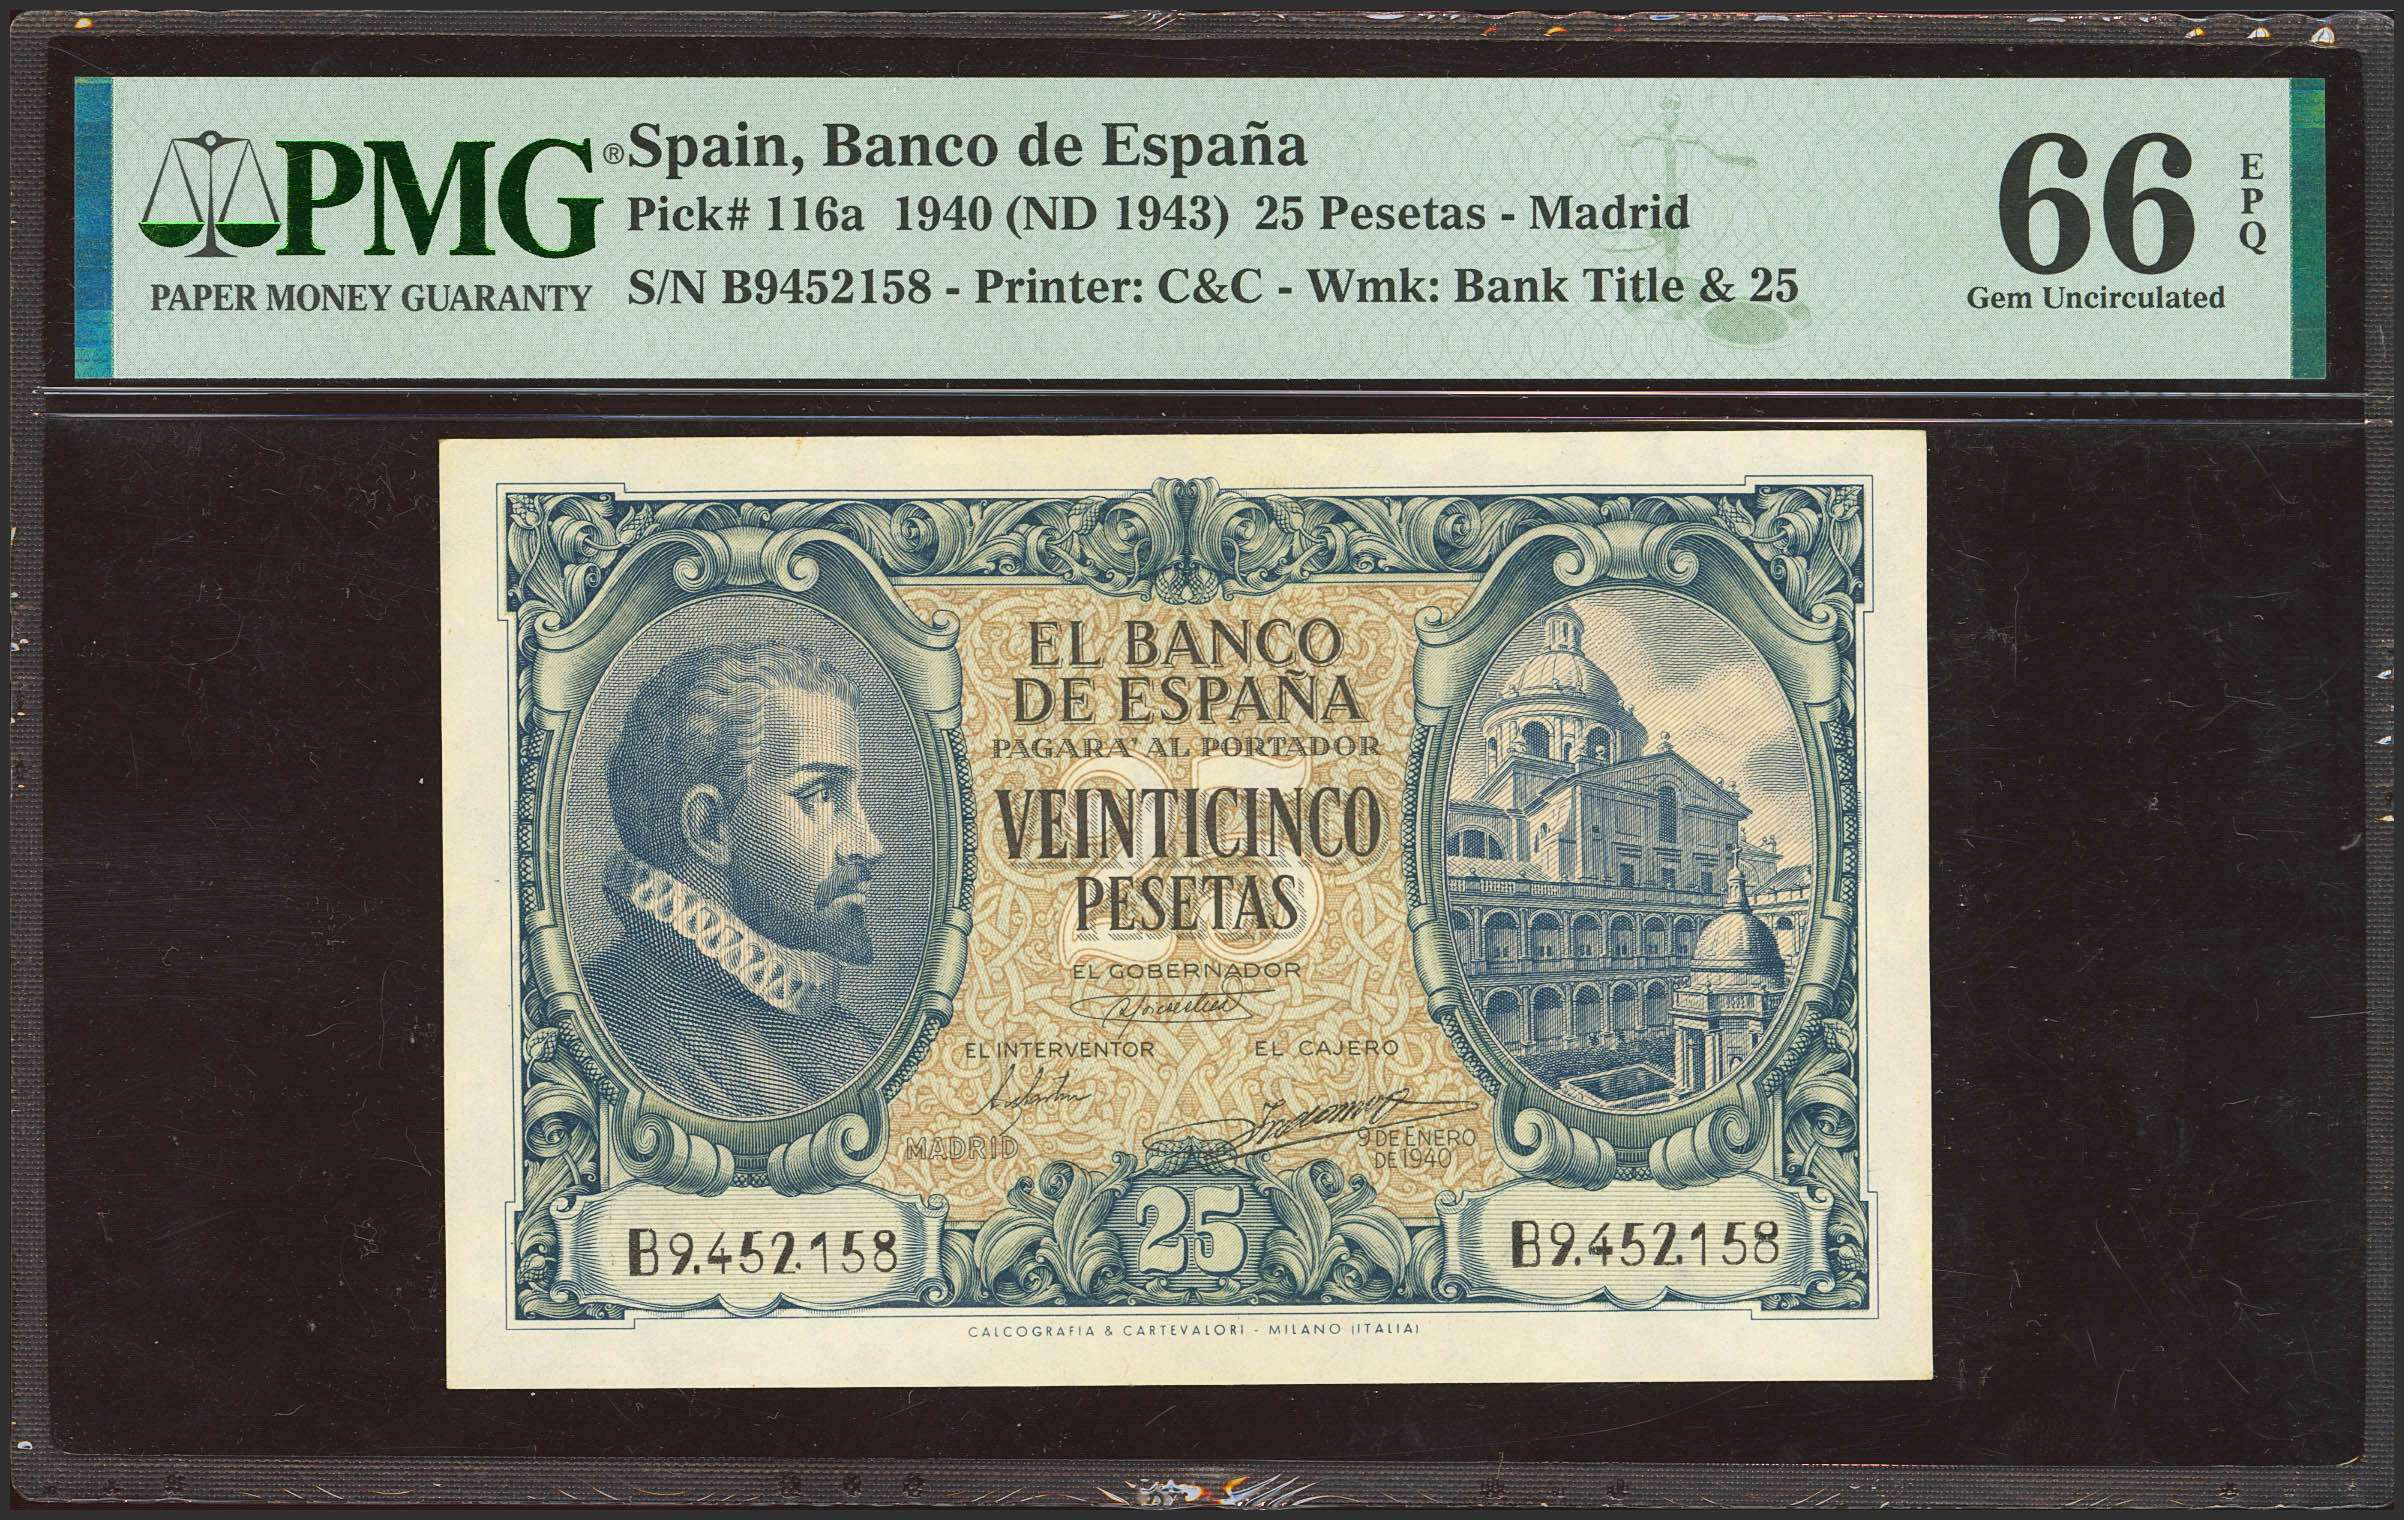 PMG®
PAPER MONEY GUARANTY
Spain, Banco de España
Pick# 116a 1940 (ND 1943) 25 Pesetas - Madrid
S/N B9452158 - Printer: C&C - Wmk: Bank Title & 25
66
EPQ
Gem Uncirculated
EL BANCO
DE ESPAÑA
PAGARA' AL PORTADOR
25
VEINTICINCO
PESETAS
EL GOBERNADOR
EL INTERVENTOR
EL CAJERO
MADRID
9 DE ENERO
DE 1940
B9.452.158
25
B9.452.158
CALCOGRAFIA & CARTEVALORI - MILANO (ITALIA)